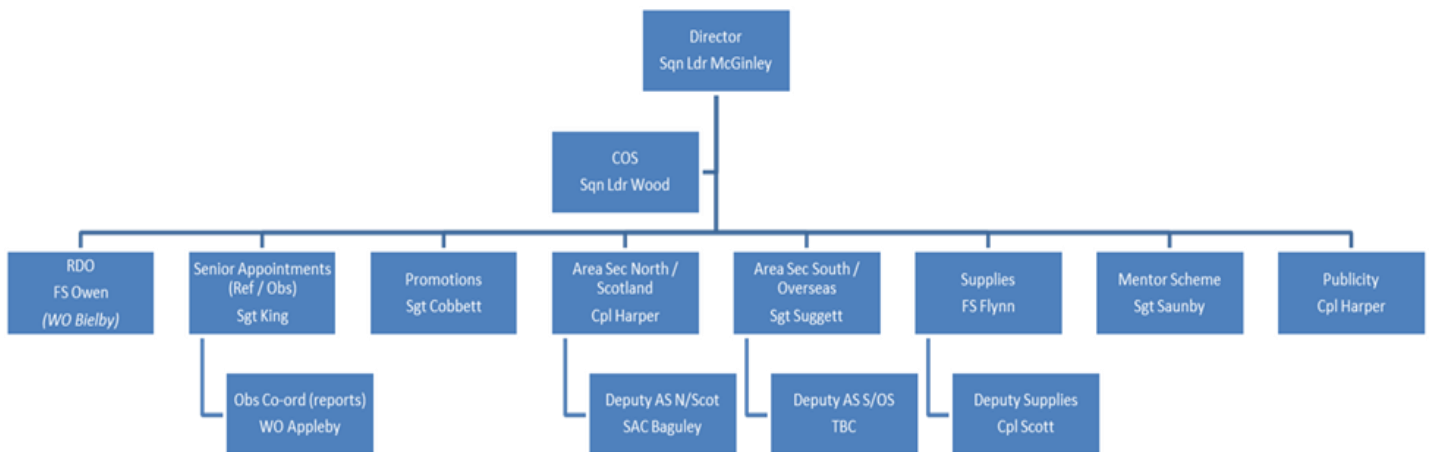 Director
Sqn Ldr McGinley
COS
Sqn Ldr Wood
RDO
FS Owen
(WO Bielby)
Senior Appointments
(Ref / Obs)
Sgt King
Promotions
Sgt Cobbett
Area Sec North /
Scotland
Cpl Harper
Area Sec South /
Overseas
Sgt Suggett
Supplies
FS Flynn
Mentor Scheme
Sgt Saunby
Publicity
Cpl Harper
Obs Co-ord (reports)
WO Appleby
Deputy AS N/Scot
SAC Baguley
Deputy AS S/OS
TBC
Deputy Supplies
Cpl Scott